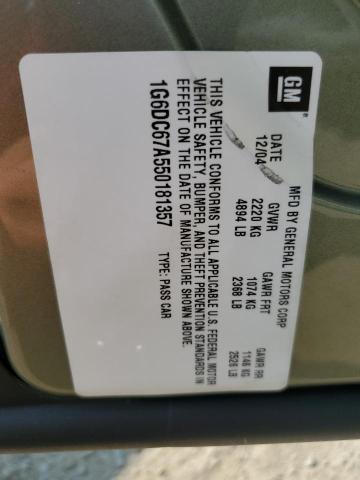 GM
MFD BY GENERAL MOTORS CORP
DATE GVWR GAWR FRT GAWR RR
12/04 2220 KG 1074 KG 1146 KG
4894 LB 2368 LB 2526 LB
THIS VEHICLE CONFORMS TO ALL APPLICABLE U.S. FEDERAL MOTOR
VEHICLE SAFETY, BUMPER, AND THEFT PREVENTION STANDARDS IN
EFFECT ON THE DATE OF MANUFACTURE SHOWN ABOVE.
1G6DC67A550181357 TYPE: PASS CAR